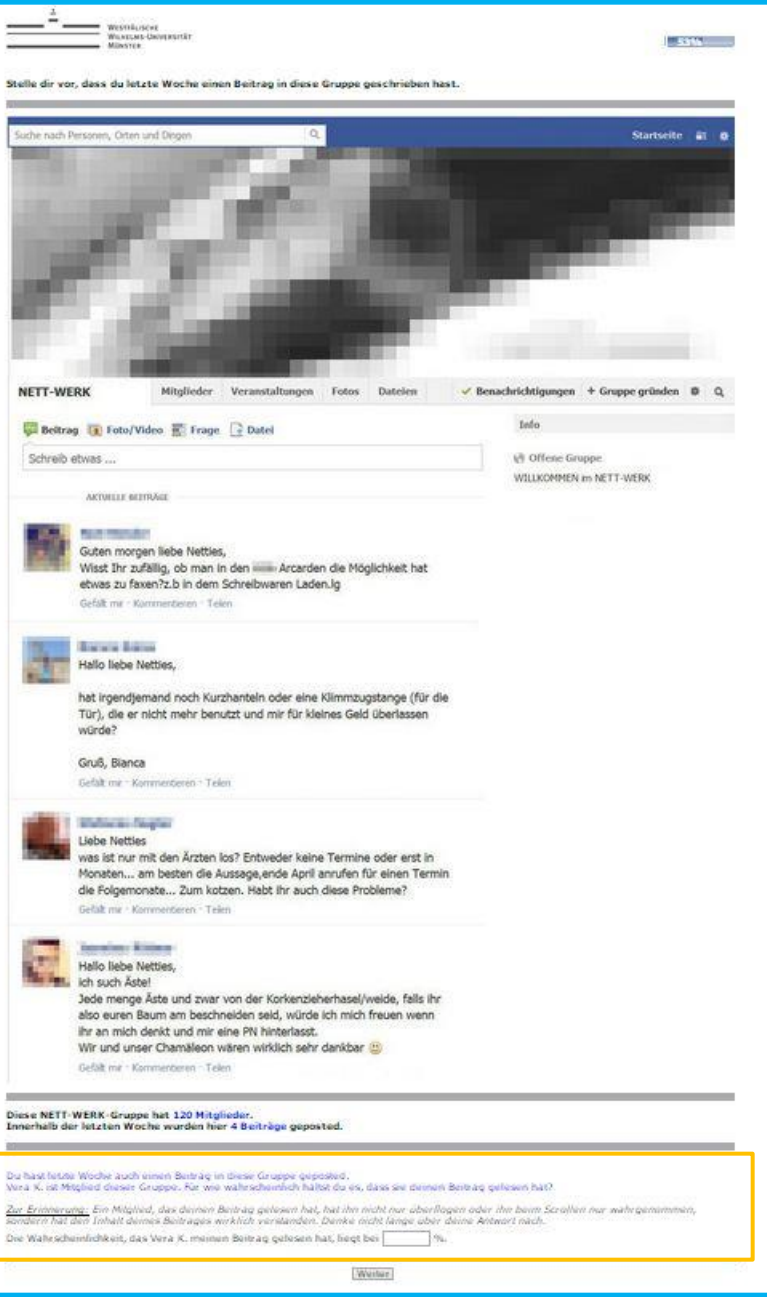 WESTFÄLISCHE
WILHELMS-UNIVERSITÄT
MÜNSTER
53%
Stelle dir vor, dass du letzte Woche einen Beitrag in diese Gruppe geschrieben hast.
Suche nach Personen, Orten und Dingen
Startseite
NETT-WERK
Mitglieder Veranstaltungen Fotos Dateien
Benachrichtigungen + Gruppe gründen
Beitrag Foto/Video Frage Datei
Info
Schreib etwas ...
Offene Gruppe
WILLKOMMEN im NETT-WERK
AKTUELLE BEITRÄGE
Guten morgen liebe Netties,
Wisst Ihr zufällig, ob man in den Arcarden die Möglichkeit hat
etwas zu faxen?z.b in dem Schreibwaren Laden.lg
Gefällt mir · Kommentieren · Teilen
Hallo liebe Netties,
hat irgendjemand noch Kurzhanteln oder eine Klimmzugstange (für die
Tür), die er nicht mehr benutzt und mir für kleines Geld überlassen
würde?
Gruß, Bianca
Gefällt mir · Kommentieren · Teilen
Liebe Netties
was ist nur mit den Ärzten los? Entweder keine Termine oder erst in
Monaten... am besten die Aussage,ende April anrufen für einen Termin
die Folgemonate... Zum kotzen. Habt ihr auch diese Probleme?
Gefällt mir · Kommentieren · Teilen
Hallo liebe Netties,
ich such Äste!
Jede menge Äste und zwar von der Korkenzieherhasel/weide, falls ihr
also euren Baum am beschneiden seid, würde ich mich freuen wenn
ihr an mich denkt und mir eine PN hinterlasst.
Wir und unser Chamäleon wären wirklich sehr dankbar
Gefällt mir · Kommentieren · Teilen
Diese NETT-WERK-Gruppe hat 120 Mitglieder.
Innerhalb der letzten Woche wurden hier 4 Beiträge geposted.
Du hast letzte Woche auch einen Beitrag in diese Gruppe geposted.
Vera K. ist Mitglied dieser Gruppe. Für wie wahrscheinlich hältst du es, dass sie deinen Beitrag gelesen hat?
Zur Erinnerung: Ein Mitglied, das deinen Beitrag gelesen hat, hat ihn nicht nur überflogen oder ihn beim Scrollen nur wahrgenommen,
sondern hat den Inhalt deines Beitrages wirklich verstanden. Denke nicht lange über deine Antwort nach.
Die Wahrscheinlichkeit, das Vera K. meinen Beitrag gelesen hat, liegt bei %.
Weiter